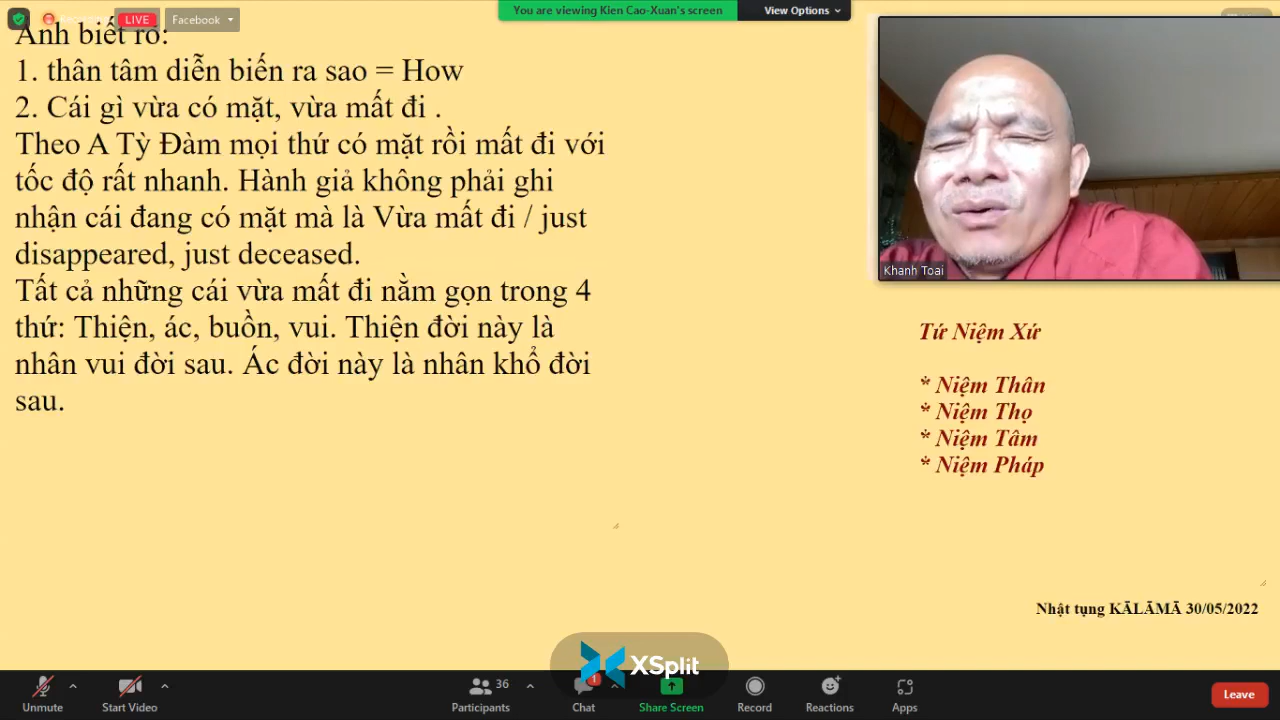 LIVE
Facebook
You are viewing Kien Cao-Xuan's screen
View Options
Anh biết rõ:
1. thân tâm diễn biến ra sao = How
2. Cái gì vừa có mặt, vừa mất đi .
Theo A Tỳ Đàm mọi thứ có mặt rồi mất đi với
tốc độ rất nhanh. Hành giả không phải ghi
nhận cái đang có mặt mà là Vừa mất đi / just
disappeared, just deceased.
Tất cả những cái vừa mất đi nằm gọn trong 4
thứ: Thiện, ác, buồn, vui. Thiện đời này là
nhân vui đời sau. Ác đời này là nhân khổ đời
sau.
Khanh Toai
Tứ Niệm Xứ
* Niệm Thân
* Niệm Thọ
* Niệm Tâm
* Niệm Pháp
Nhật tụng KĀLĀMĀ 30/05/2022
XSplit
Unmute
Start Video
36
Participants
1
Chat
Share Screen
Record
Reactions
Apps
Leave